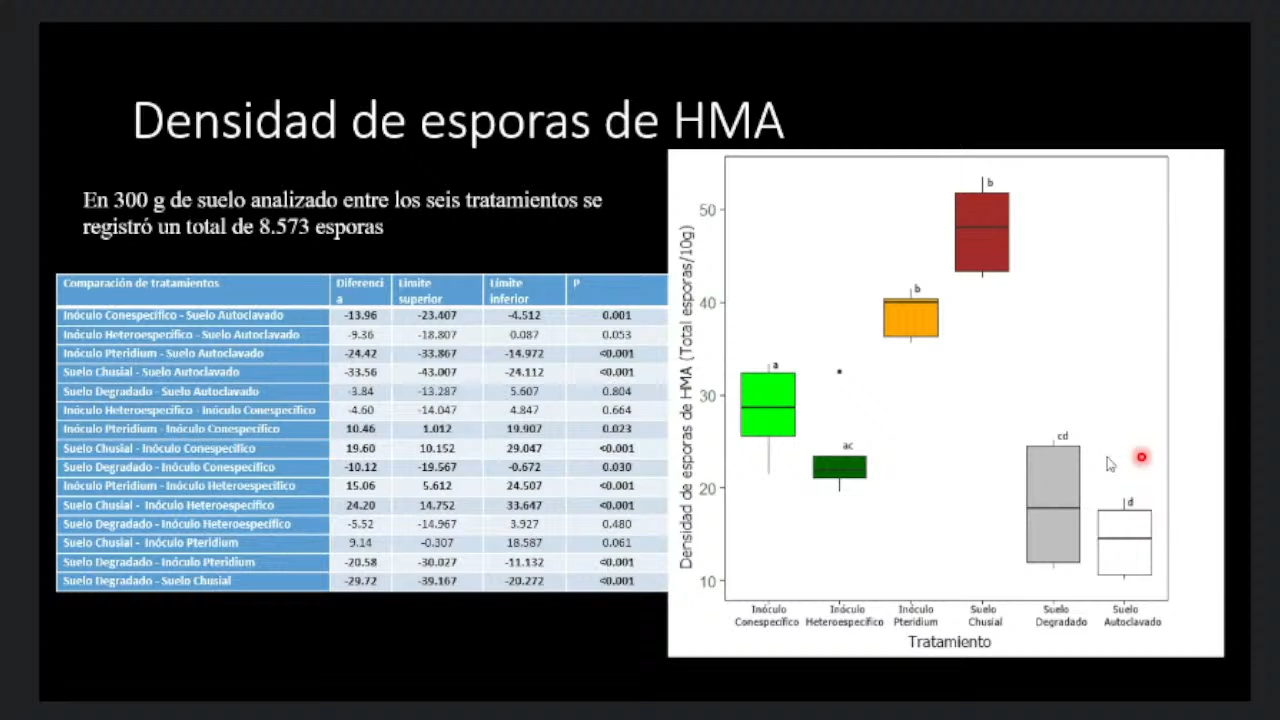 Densidad de esporas de HMA
En 300 g de suelo analizado entre los seis tratamientos se
registró un total de 8.573 esporas
Comparación de tratamientos Diferencia Límite superior Límite inferior P
Inóculo Conespecífico - Suelo Autoclavado -13.96 -23.407 -4.512 0.001
Inóculo Heteroespecífico - Suelo Autoclavado -9.36 -18.807 0.087 0.053
Inóculo Pteridium - Suelo Autoclavado -24.42 -33.867 -14.972 <0.001
Suelo Chusial - Suelo Autoclavado -33.56 -43.007 -24.112 <0.001
Suelo Degradado - Suelo Autoclavado -3.84 -13.287 5.607 0.804
Inóculo Heteroespecífico - Inóculo Conespecífico -4.60 -14.047 4.847 0.664
Inóculo Pteridium - Inóculo Conespecífico 10.46 1.012 19.907 0.023
Suelo Chusial - Inóculo Conespecífico 19.60 10.152 29.047 <0.001
Suelo Degradado - Inóculo Conespecífico -10.12 -19.567 -0.672 0.030
Inóculo Pteridium - Inóculo Heteroespecífico 15.06 5.612 24.507 <0.001
Suelo Chusial - Inóculo Heteroespecífico 24.20 14.752 33.647 <0.001
Suelo Degradado - Inóculo Heteroespecífico -5.52 -14.967 3.927 0.480
Suelo Chusial - Inóculo Pteridium 9.14 -0.307 18.587 0.061
Suelo Degradado - Inóculo Pteridium -20.58 -30.027 -11.132 <0.001
Suelo Degradado - Suelo Chusial -29.72 -39.167 -20.272 <0.001
Densidad de esporas de HMA (Total esporas/10g)
50
40
30
20
10
a
ac
b
b
cd
d
Inóculo Conespecífico
Inóculo Heteroespecífico
Inóculo Pteridium
Suelo Chusial
Suelo Degradado
Suelo Autoclavado
Tratamiento